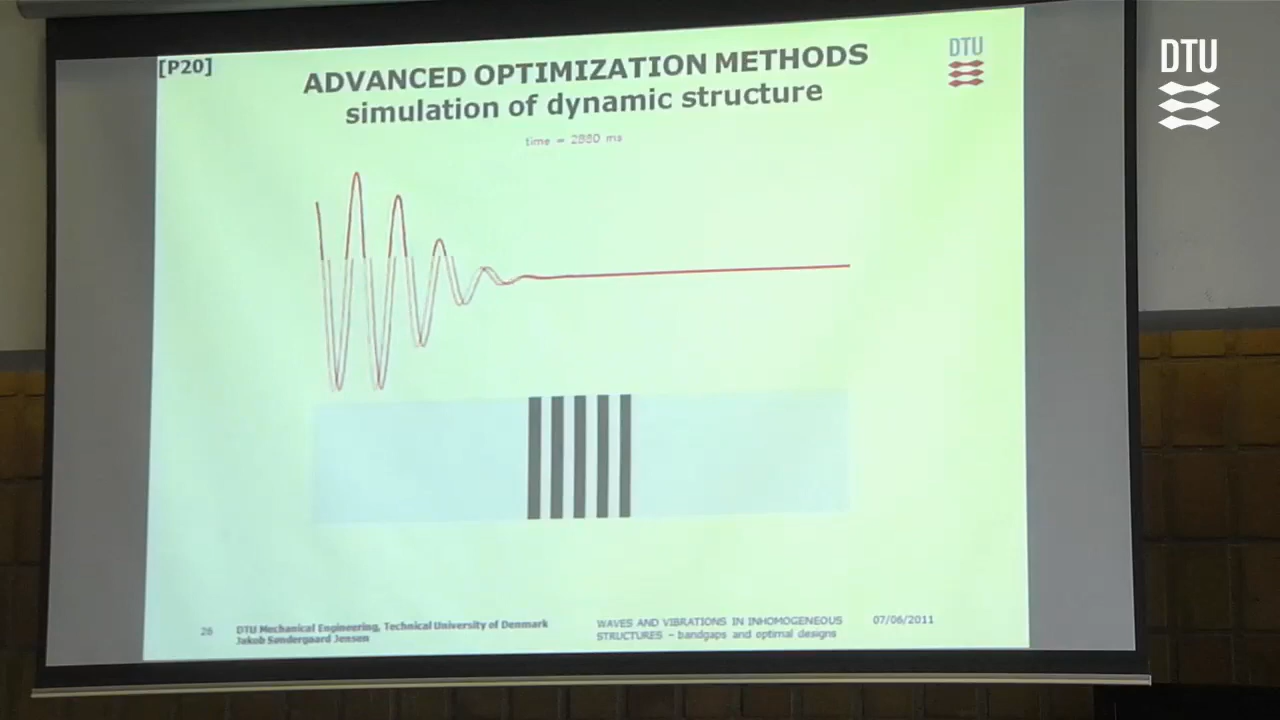 [P20]
ADVANCED OPTIMIZATION METHODS
simulation of dynamic structure
DTU
DTU
time = 2880 ms
26
DTU Mechanical Engineering, Technical University of Denmark
Jakob Søndergaard Jensen
WAVES AND VIBRATIONS IN INHOMOGENEOUS
STRUCTURES – bandgaps and optimal designs
07/06/2011